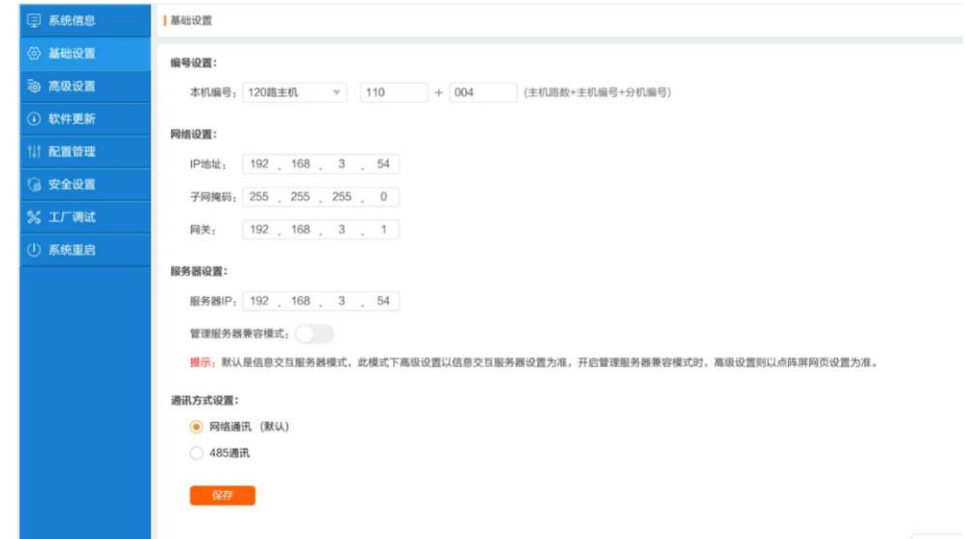 系统信息
基础设置
高级设置
软件更新
配置管理
安全设置
工厂调试
系统重启
基础设置
编号设置：
本机编号： 120路主机 110 + 004 (主机路数+主机编号+分机编号)
网络设置：
IP地址： 192 . 168 . 3 . 54
子网掩码： 255 . 255 . 255 . 0
网关： 192 . 168 . 3 . 1
服务器设置：
服务器IP： 192 . 168 . 3 . 54
管理服务器兼容模式：
提示：默认是信息交互服务器模式，此模式下高级设置以信息交互服务器设置为准，开启管理服务器兼容模式时，高级设置则以点阵屏网页设置为准。
通讯方式设置：
网络通讯（默认）
485通讯
保存